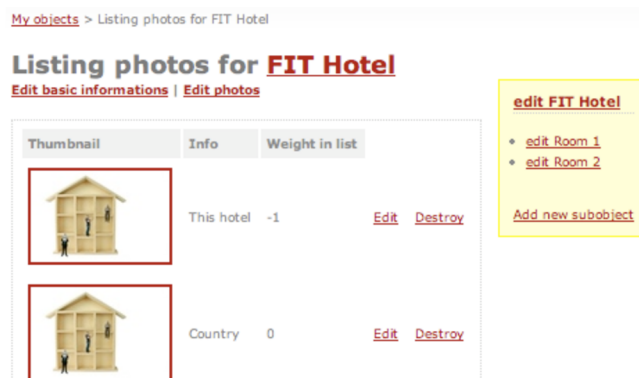 My objects > Listing photos for FIT Hotel
Listing photos for FIT Hotel
Edit basic informations | Edit photos
Thumbnail Info Weight in list
This hotel -1 Edit Destroy
Country 0 Edit Destroy
edit FIT Hotel
edit Room 1
edit Room 2
Add new subobject